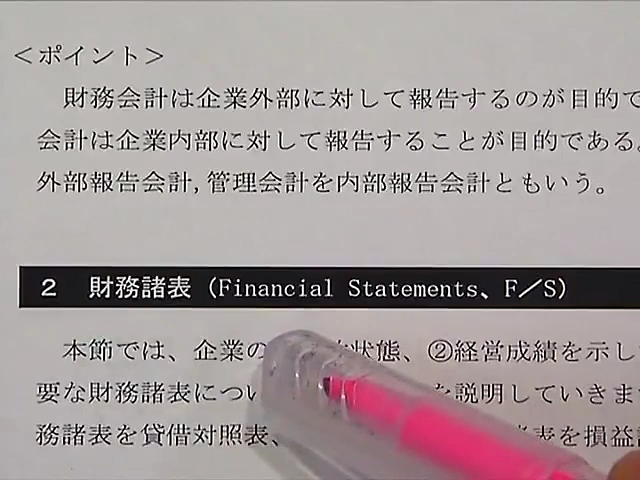 ＜ポイント＞
財務会計は企業外部に対して報告するのが目的で
会計は企業内部に対して報告することが目的である。
外部報告会計,管理会計を内部報告会計ともいう。
2 財務諸表（Financial Statements、F／S）
本節では、企業の 状態、②経営成績を示し
要な財務諸表につい を説明していきま
務諸表を貸借対照表、 表を損益